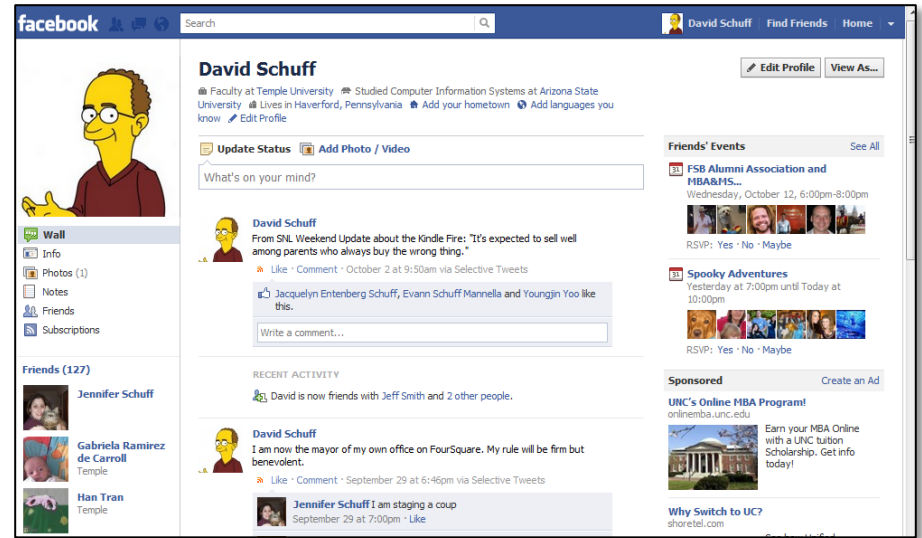 facebook
Search
David Schuff
Find Friends
Home
David Schuff
Faculty at Temple University Studied Computer Information Systems at Arizona State
University Lives in Haverford, Pennsylvania Add your hometown Add languages you
know Edit Profile
Edit Profile
View As...
Update Status Add Photo / Video
What's on your mind?
David Schuff
From SNL Weekend Update about the Kindle Fire: "It's expected to sell well
among parents who always buy the wrong thing."
Like · Comment · October 2 at 9:50am via Selective Tweets
Jacquelyn Entenberg Schuff, Evann Schuff Mannella and Youngjin Yoo like
this.
Write a comment...
RECENT ACTIVITY
David is now friends with Jeff Smith and 2 other people.
David Schuff
I am now the mayor of my own office on FourSquare. My rule will be firm but
benevolent.
Like · Comment · September 29 at 6:46pm via Selective Tweets
Jennifer Schuff I am staging a coup
September 29 at 7:00pm · Like
Wall
Info
Photos (1)
Notes
Friends
Subscriptions
Friends (127)
Jennifer Schuff
Gabriela Ramirez
de Carroll
Temple
Han Tran
Temple
Friends' Events
See All
31
FSB Alumni Association and
MBA&MS...
Wednesday, October 12, 6:00pm-8:00pm
RSVP: Yes · No · Maybe
31
Spooky Adventures
Yesterday at 7:00pm until Today at
10:00pm
RSVP: Yes · No · Maybe
Sponsored
Create an Ad
UNC's Online MBA Program!
onlinemba.unc.edu
Earn your MBA Online
with a UNC tuition
Scholarship. Get info
today!
Why Switch to UC?
shoretel.com